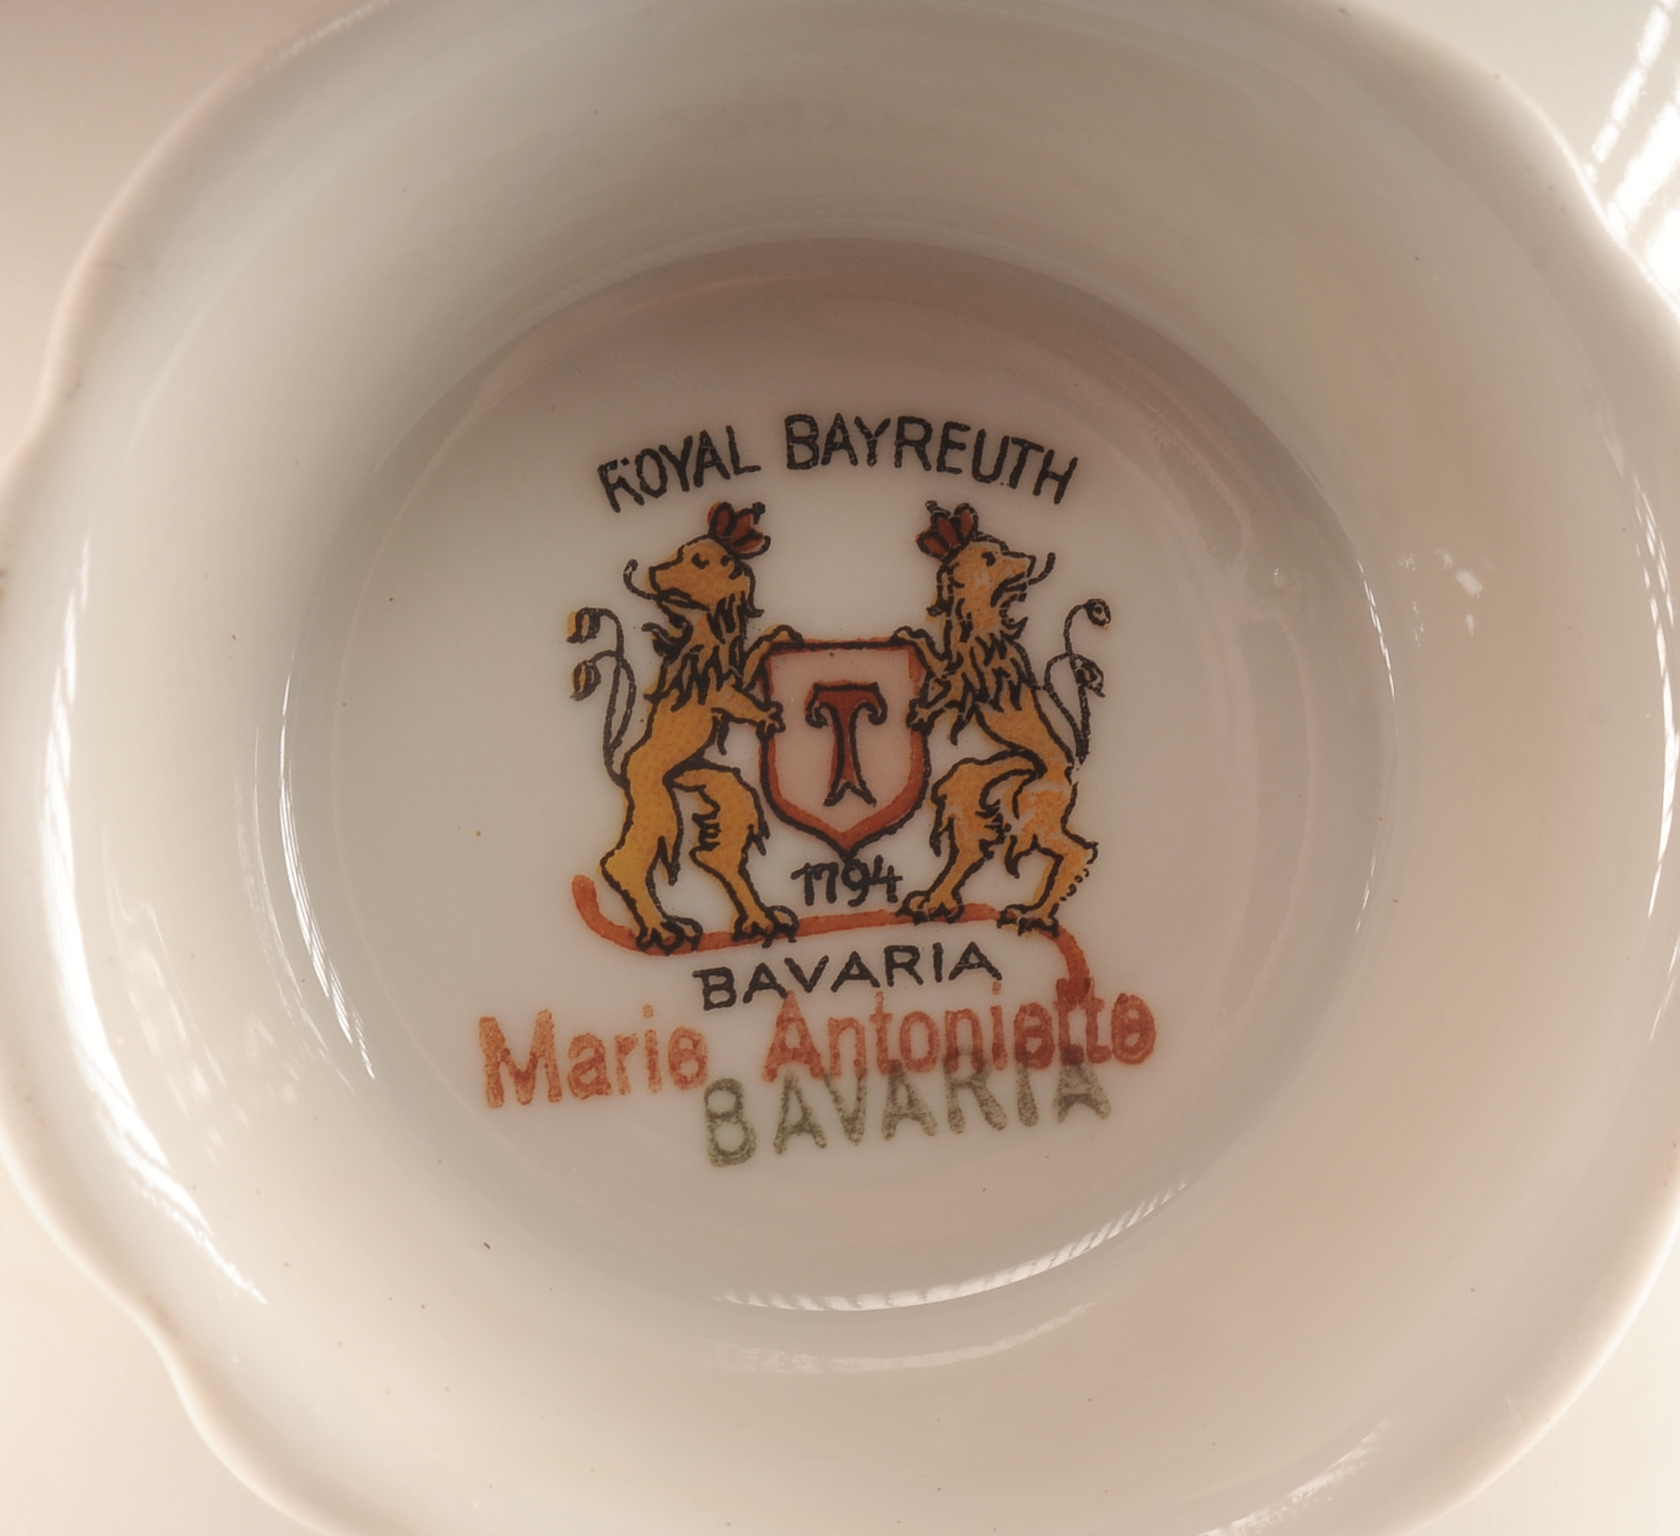 ROYAL BAYREUTH
T
1794
BAVARIA
Marie Antoniette
BAVARIA